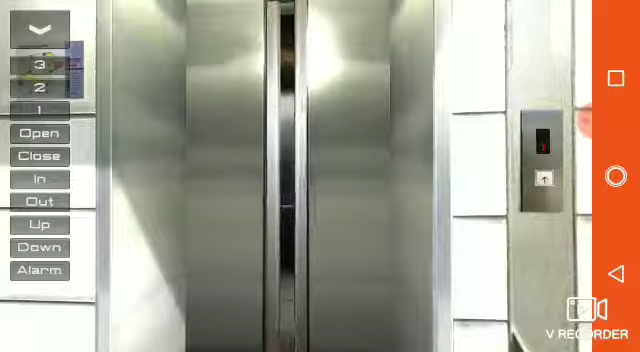 3
2
1
Open
Close
In
Out
Up
Down
Alarm
V RECORDER